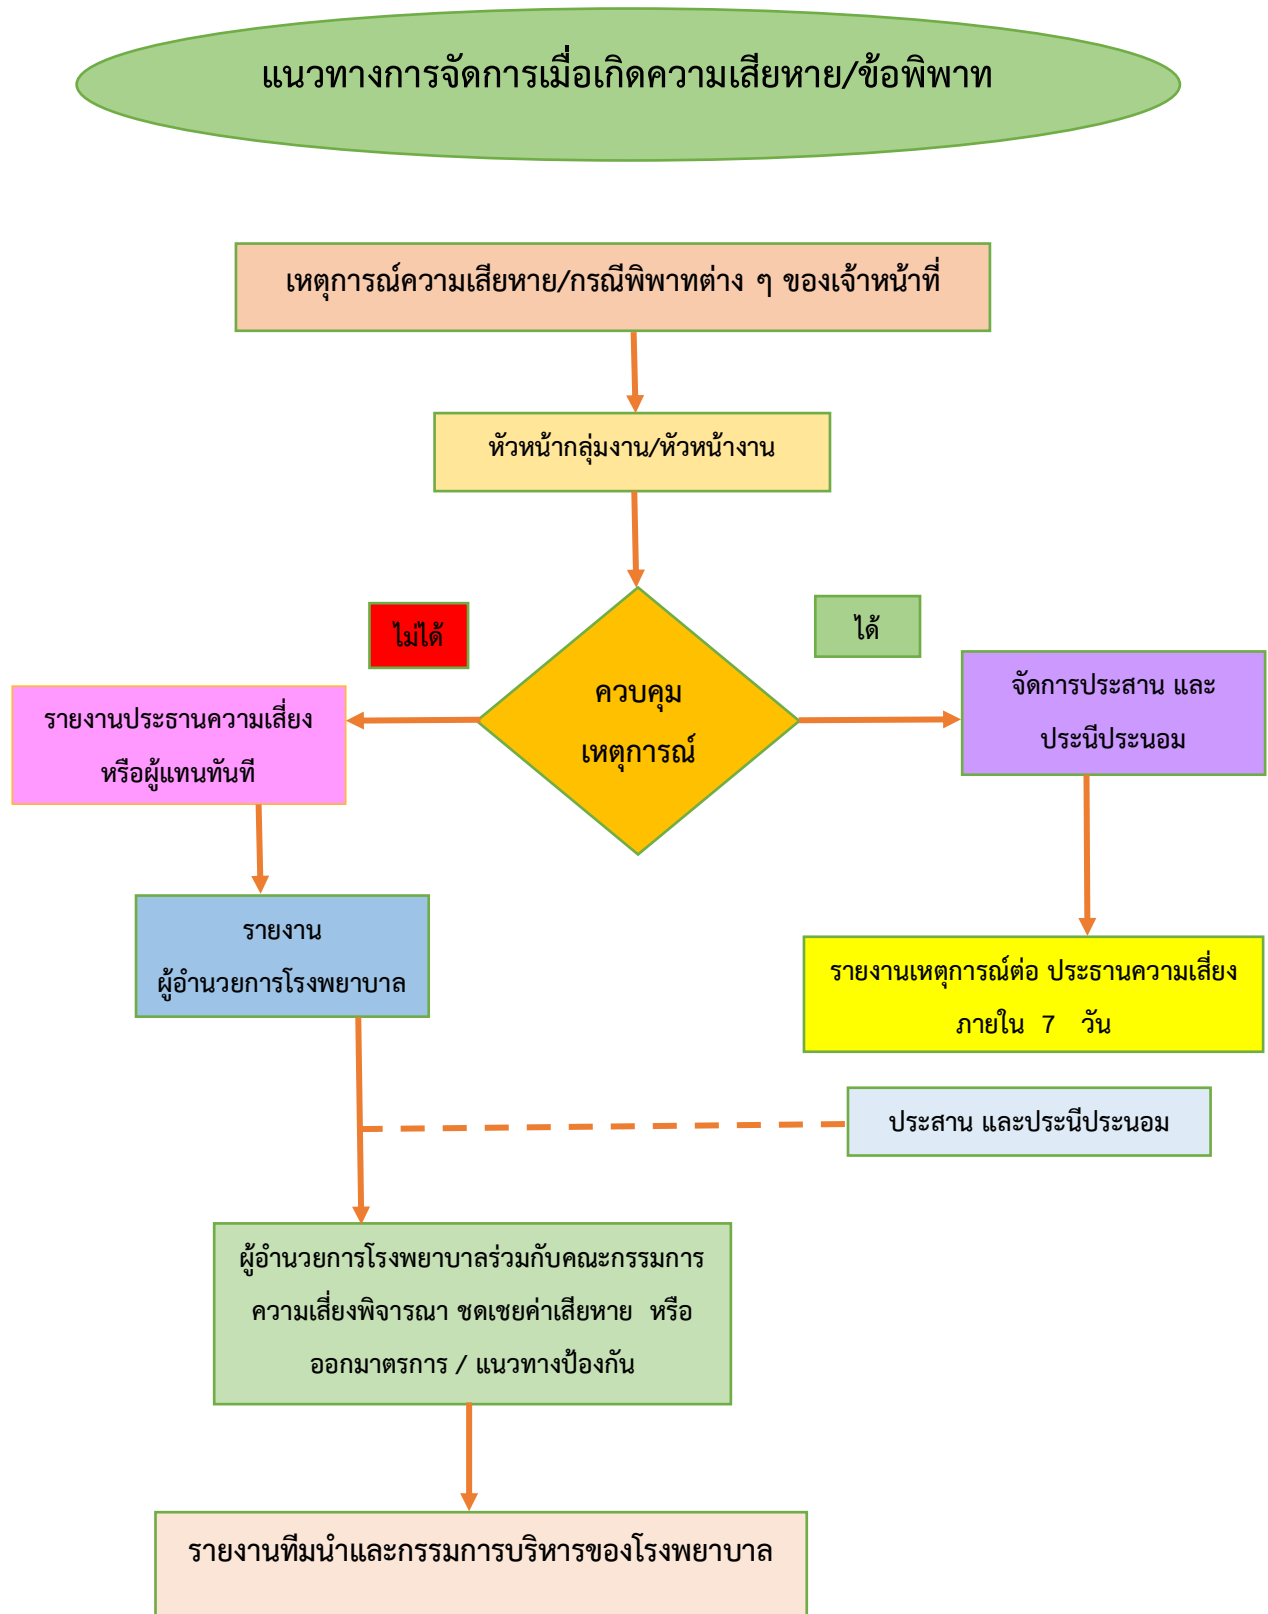 แนวทางการจัดการเมื่อเกิดความเสียหาย/ข้อพิพาท
เหตุการณ์ความเสียหาย/กรณีพิพาทต่าง ๆ ของเจ้าหน้าที่
หัวหน้ากลุ่มงาน/หัวหน้างาน
ไม่ได้
ได้
ควบคุม
เหตุการณ์
รายงานประธานความเสี่ยง
หรือผู้แทนทันที
จัดการประสาน และ
ประนีประนอม
รายงาน
ผู้อำนวยการโรงพยาบาล
รายงานเหตุการณ์ต่อ ประธานความเสี่ยง
ภายใน 7 วัน
ประสาน และประนีประนอม
ผู้อำนวยการโรงพยาบาลร่วมกับคณะกรรมการ
ความเสี่ยงพิจารณา ชดเชยค่าเสียหาย หรือ
ออกมาตรการ / แนวทางป้องกัน
รายงานทีมนำและกรรมการบริหารของโรงพยาบาล